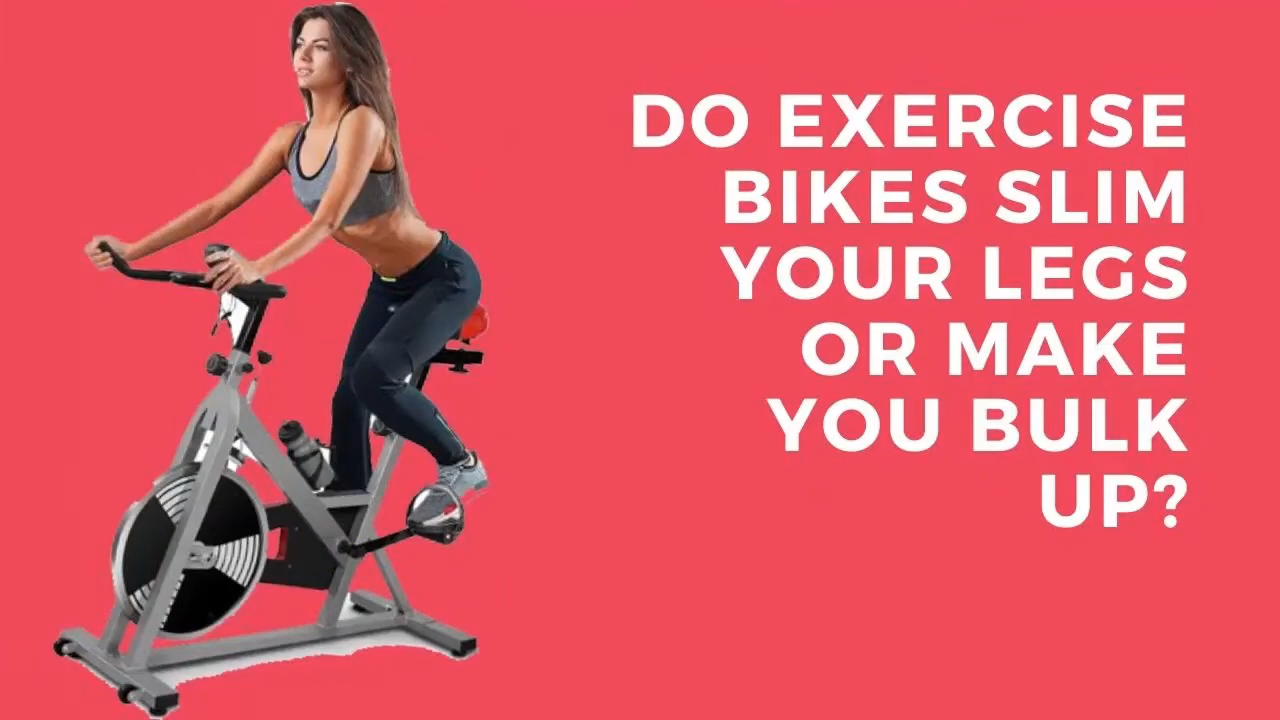 DO EXERCISE
BIKES SLIM
YOUR LEGS
OR MAKE
YOU BULK
UP?